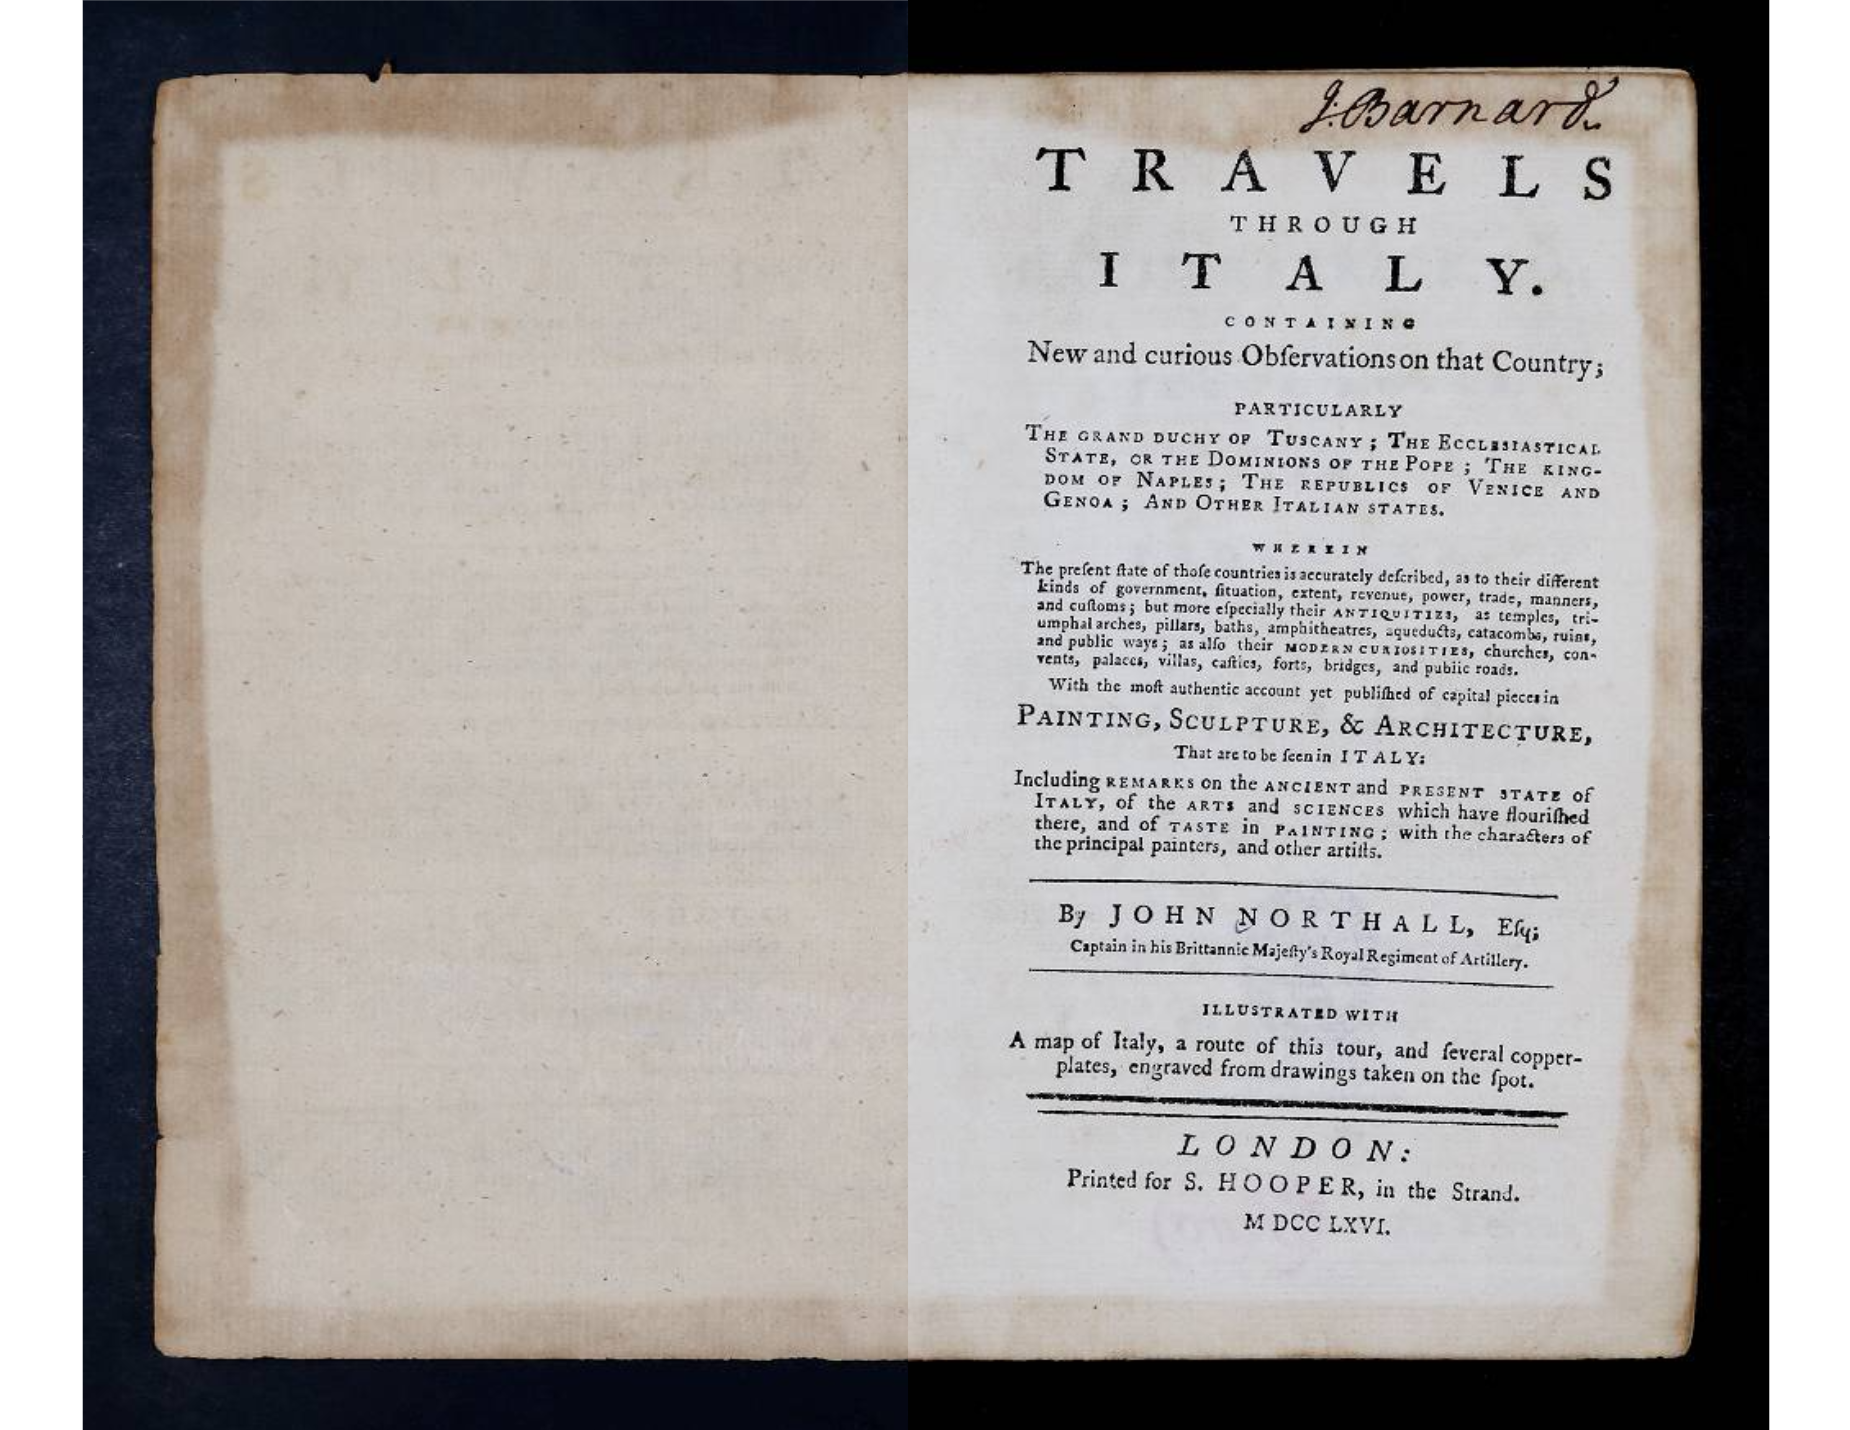 J. Barnard.
TRAVELS
THROUGH
ITALY.
CONTAINING
New and curious Obſervations on that Country;
PARTICULARLY
THE GRAND DUCHY OF TUSCANY; THE ECCLESIASTICAL
STATE, OR THE DOMINIONS OF THE POPE; THE KING-
DOM OF NAPLES; THE REPUBLICS OF VENICE AND
GENOA; AND OTHER ITALIAN STATES.
WHEREIN
The preſent ſtate of thoſe countries is accurately deſcribed, as to their different
kinds of government, ſituation, extent, revenue, power, trade, manners,
and cuſtoms; but more eſpecially their ANTIQUITIES, as temples, tri-
umphal arches, pillars, baths, amphitheatres, aqueducts, catacombs, ruins,
and public ways; as alſo their MODERN CURIOSITIES, churches, con-
vents, palaces, villas, caſtles, forts, bridges, and public roads.
With the moſt authentic account yet publiſhed of capital pieces in
PAINTING, SCULPTURE, & ARCHITECTURE,
That are to be ſeen in ITALY:
Including REMARKS on the ANCIENT and PRESENT STATE of
ITALY, of the ARTS and SCIENCES which have flouriſhed
there, and of TASTE in PAINTING; with the characters of
the principal painters, and other artiſts.
By JOHN NORTHALL, Eſq;
Captain in his Brittannic Majeſty's Royal Regiment of Artillery.
ILLUSTRATED WITH
A map of Italy, a route of this tour, and ſeveral copper-
plates, engraved from drawings taken on the ſpot.
LONDON:
Printed for S. HOOPER, in the Strand.
M DCC LXVI.